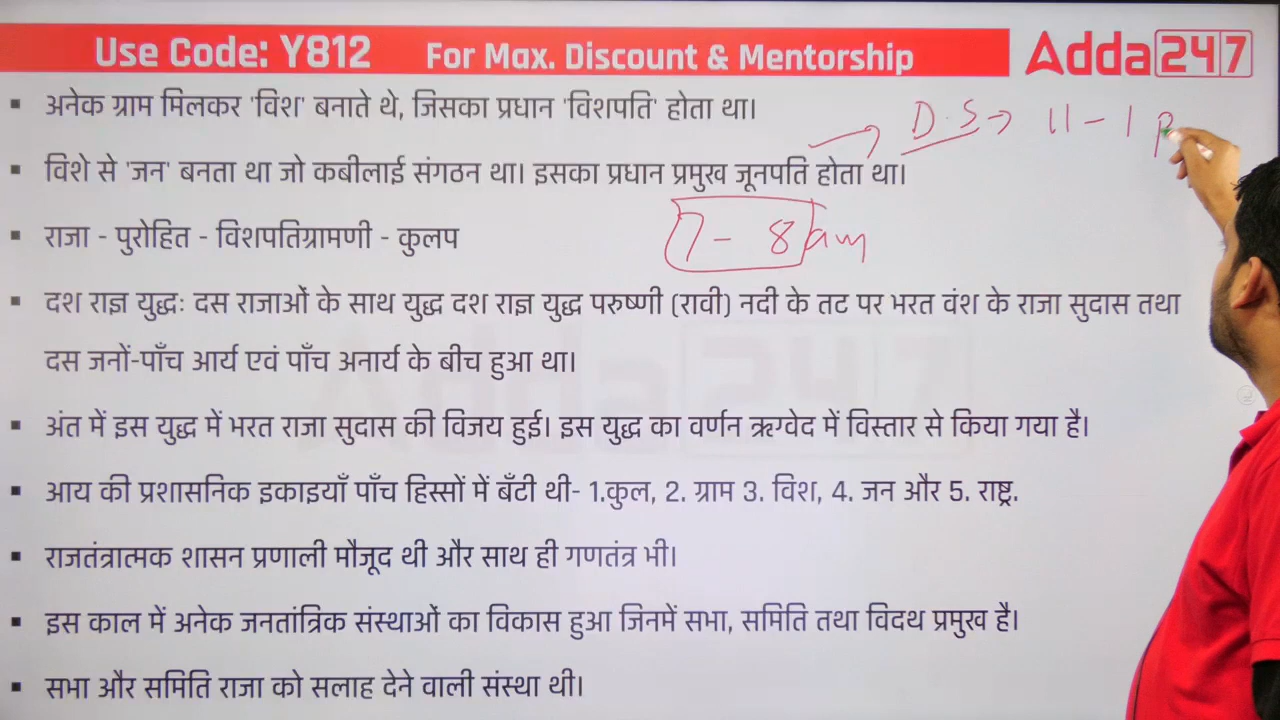 Use Code: Y812 For Max. Discount & Mentorship
Adda247
▪ अनेक ग्राम मिलकर 'विश' बनाते थे, जिसका प्रधान 'विशपति' होता था।
D.S → 11 - 1 P
▪ विशे से 'जन' बनता था जो कबीलाई संगठन था। इसका प्रधान प्रमुख जूनपति होता था।
▪ राजा - पुरोहित - विशपतिग्रामणी - कुलप
7 - 8 am
▪ दश राज्ञ युद्धः दस राजाओं के साथ युद्ध दश राज्ञ युद्ध परुष्णी (रावी) नदी के तट पर भरत वंश के राजा सुदास तथा
दस जनों-पाँच आर्य एवं पाँच अनार्य के बीच हुआ था।
▪ अंत में इस युद्ध में भरत राजा सुदास की विजय हुई। इस युद्ध का वर्णन ऋग्वेद में विस्तार से किया गया है।
▪ आय की प्रशासनिक इकाइयाँ पाँच हिस्सों में बँटी थी- 1.कुल, 2. ग्राम 3. विश, 4. जन और 5. राष्ट्र.
▪ राजतंत्रात्मक शासन प्रणाली मौजूद थी और साथ ही गणतंत्र भी।
▪ इस काल में अनेक जनतांत्रिक संस्थाओं का विकास हुआ जिनमें सभा, समिति तथा विदथ प्रमुख है।
▪ सभा और समिति राजा को सलाह देने वाली संस्था थी।